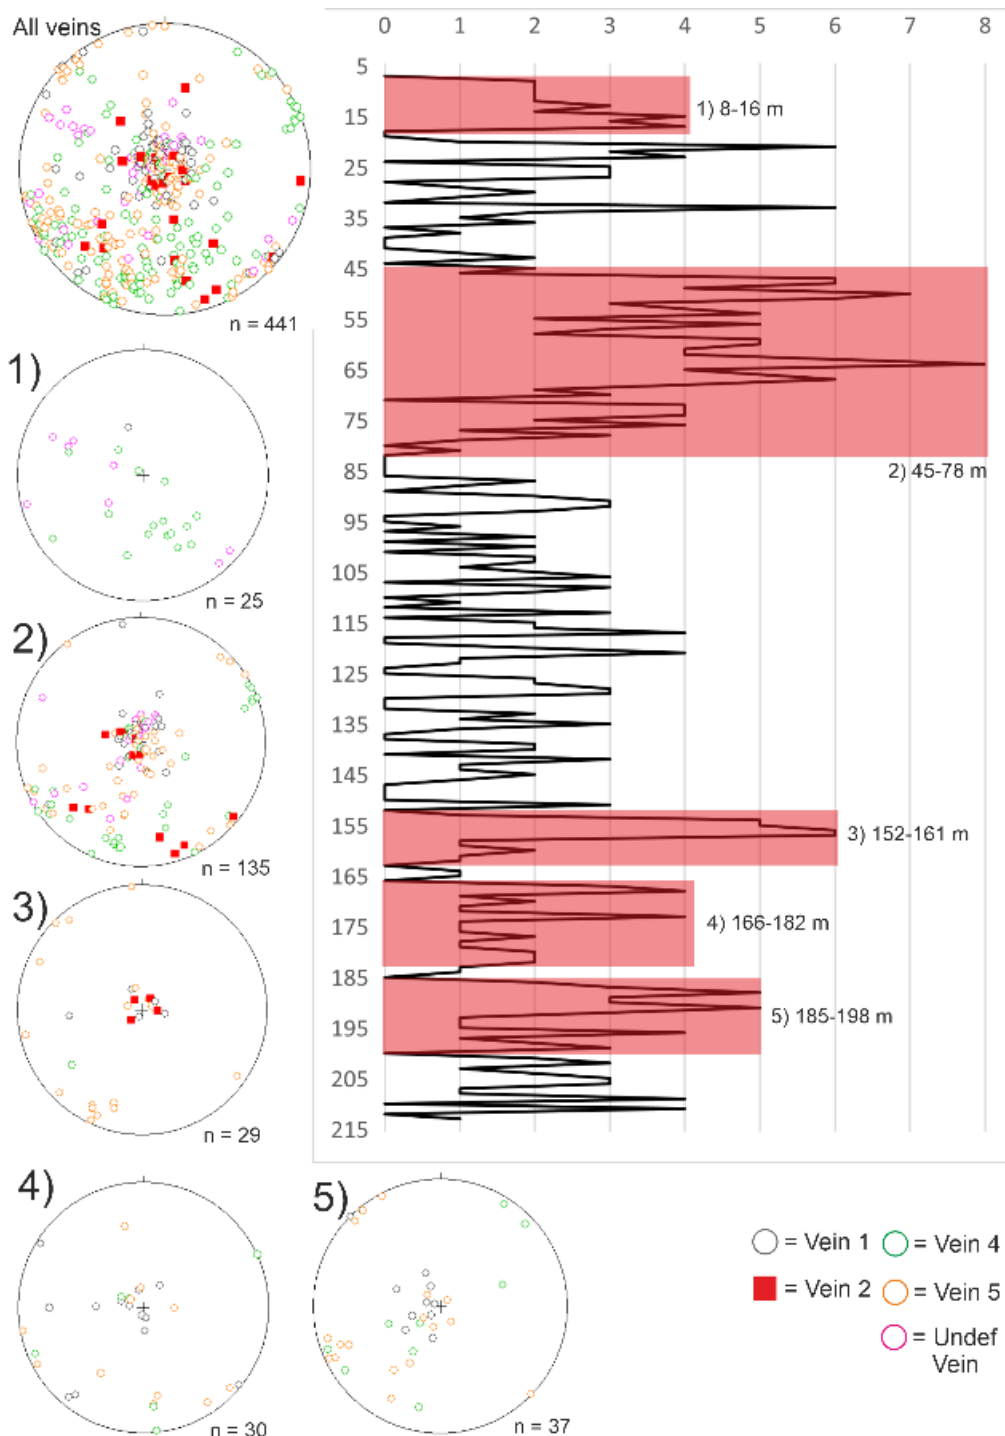 All veins
n = 441
0 1 2 3 4 5 6 7 8
5
15
25
35
45
55
65
75
85
95
105
115
125
135
145
155
165
175
185
195
205
215
1) 8-16 m
2) 45-78 m
3) 152-161 m
4) 166-182 m
5) 185-198 m
1)
n = 25
2)
n = 135
3)
n = 29
4)
n = 30
5)
n = 37
= Vein 1
= Vein 4
= Vein 2
= Vein 5
= Undef
Vein